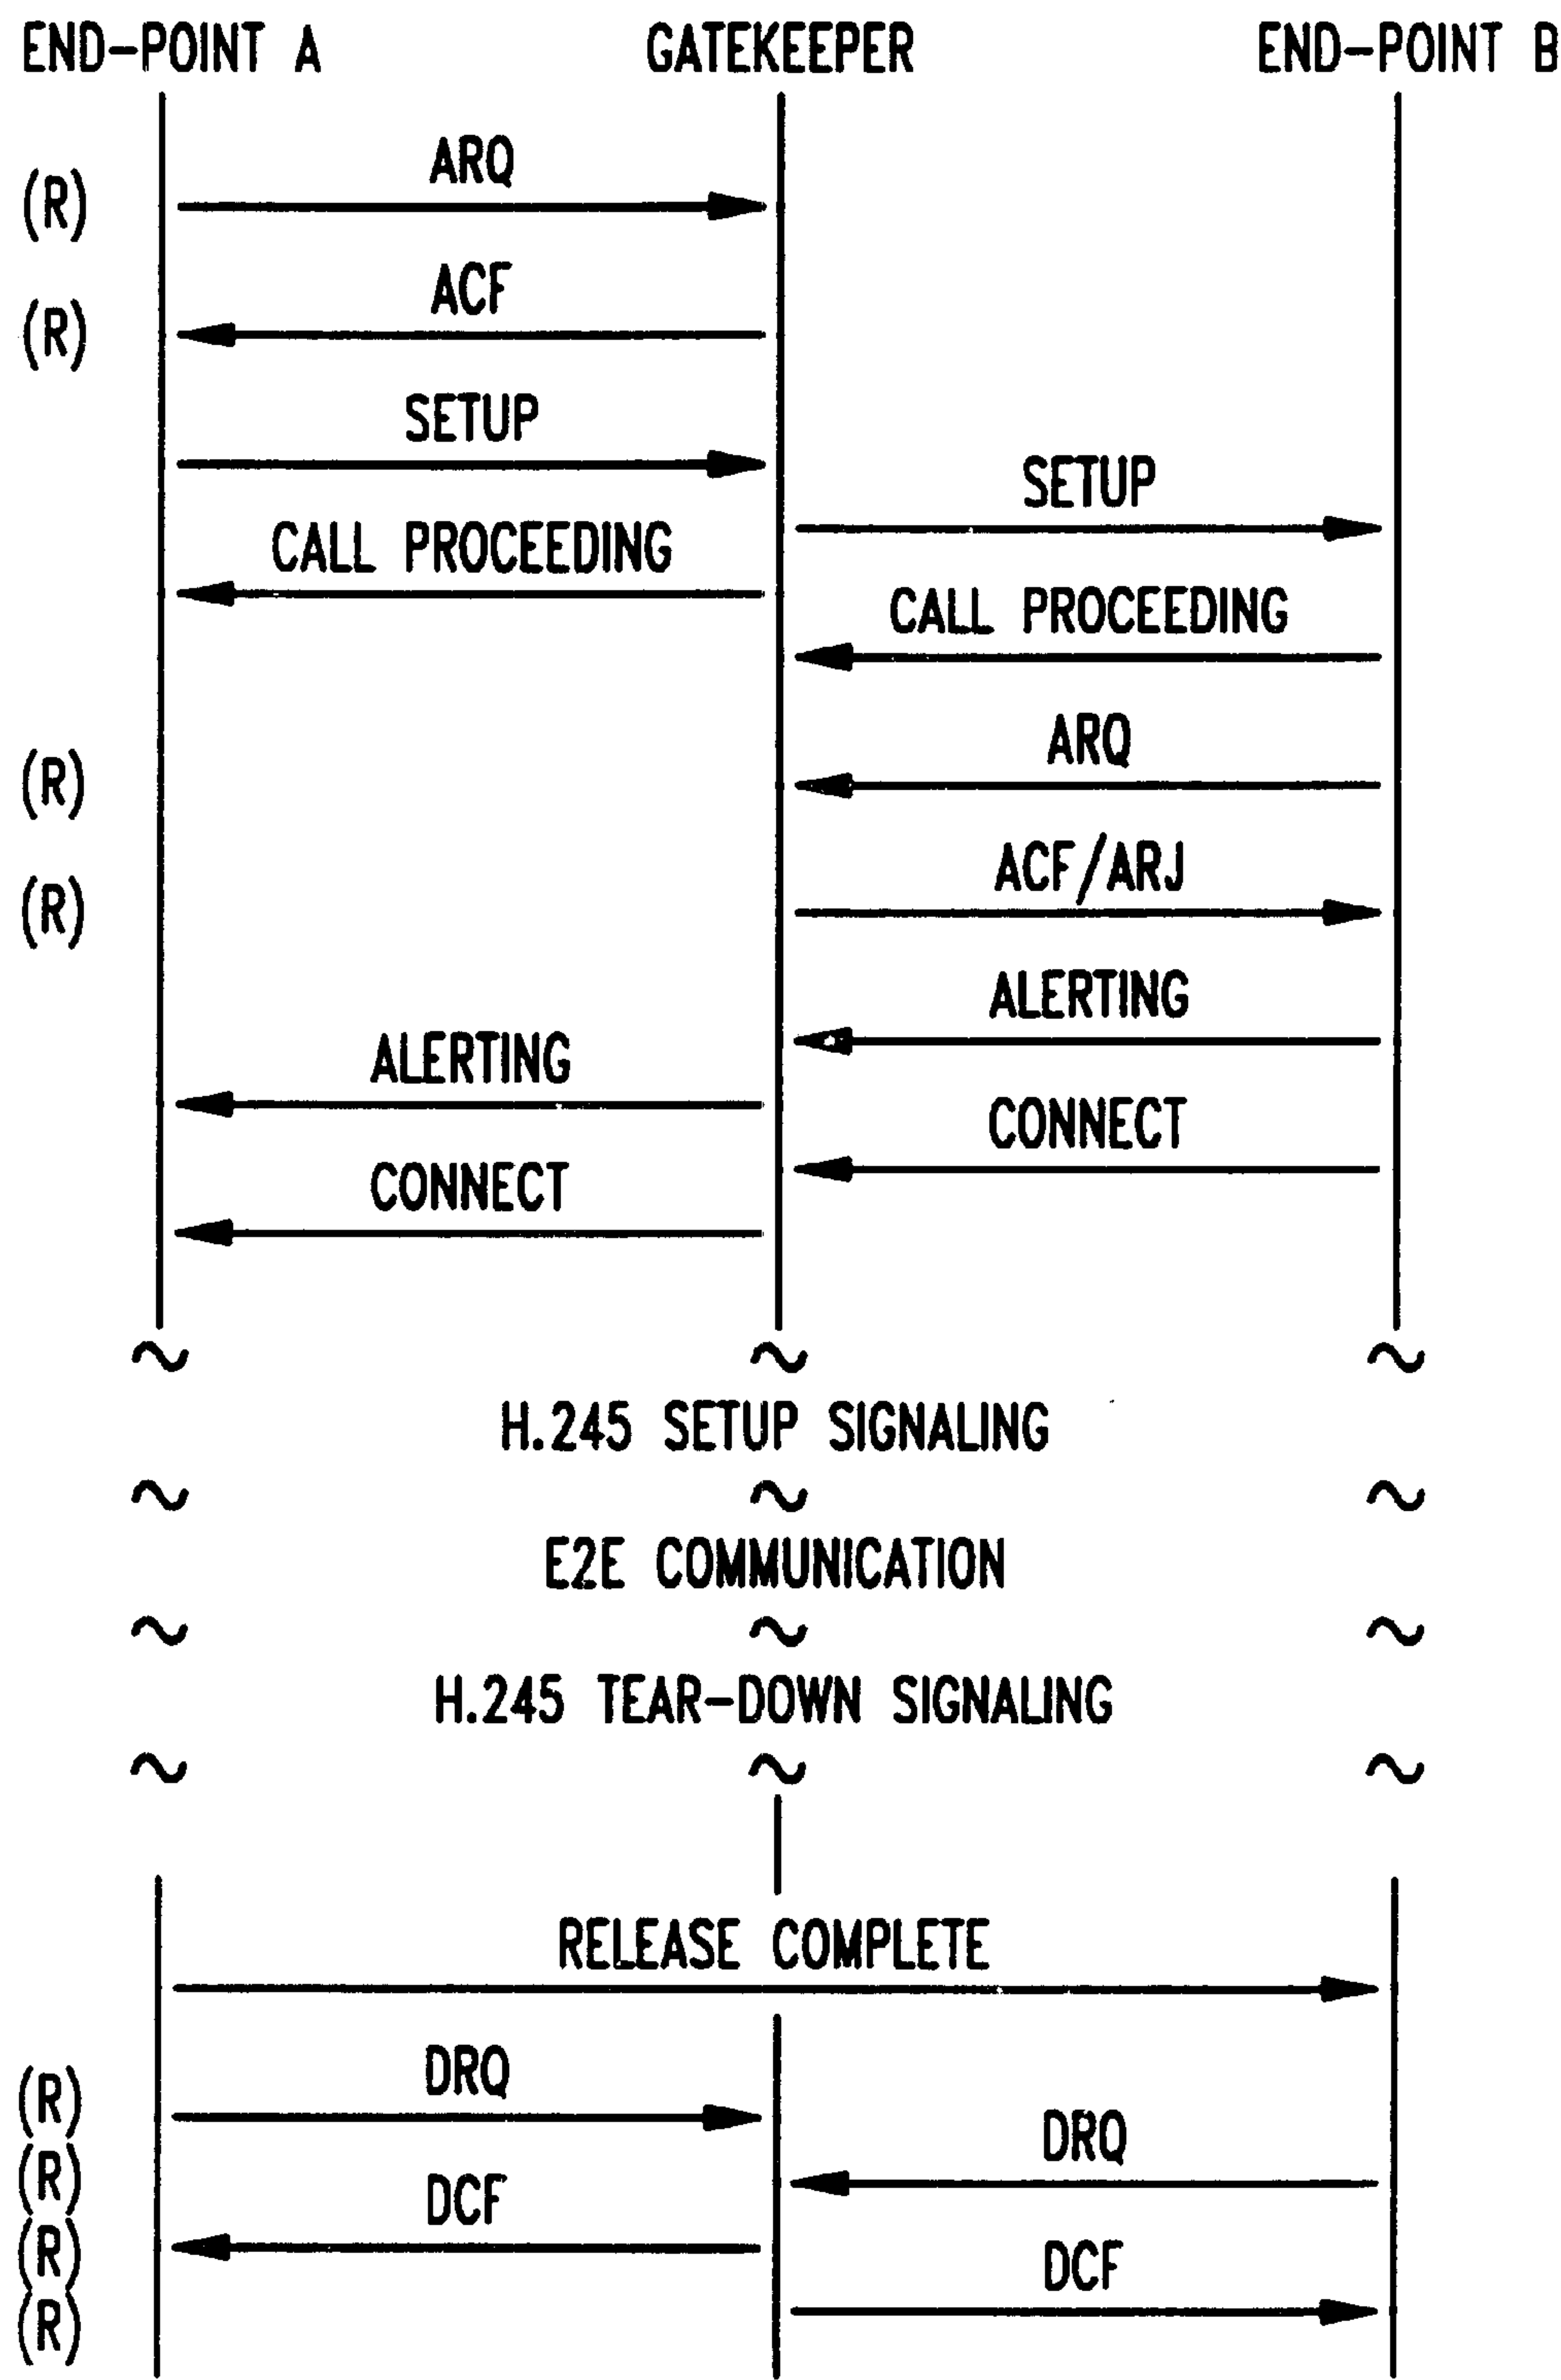 END-POINT A GATEKEEPER END-POINT B
ARQ
(R)
ACF
(R)
SETUP
SETUP
CALL PROCEEDING
CALL PROCEEDING
ARQ
(R)
ACF/ARJ
(R)
ALERTING
ALERTING
CONNECT
CONNECT
~ ~ ~
H.245 SETUP SIGNALING
~ ~ ~
E2E COMMUNICATION
~ ~ ~
H.245 TEAR-DOWN SIGNALING
~ ~ ~
RELEASE COMPLETE
DRQ
(R)
DRQ
(R)
DCF
(R)
DCF
(R)